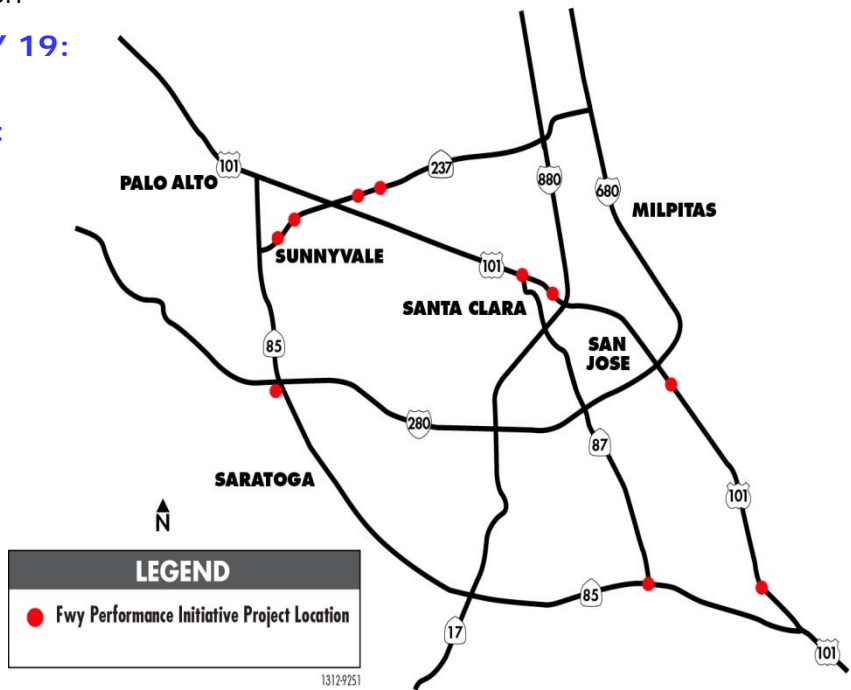 Y 19:
101
PALO ALTO
237
880
680
MILPITAS
SUNNYVALE
101
SANTA CLARA
SAN
JOSE
85
280
87
SARATOGA
N
101
LEGEND
Fwy Performance Initiative Project Location
85
17
101
1312-9251